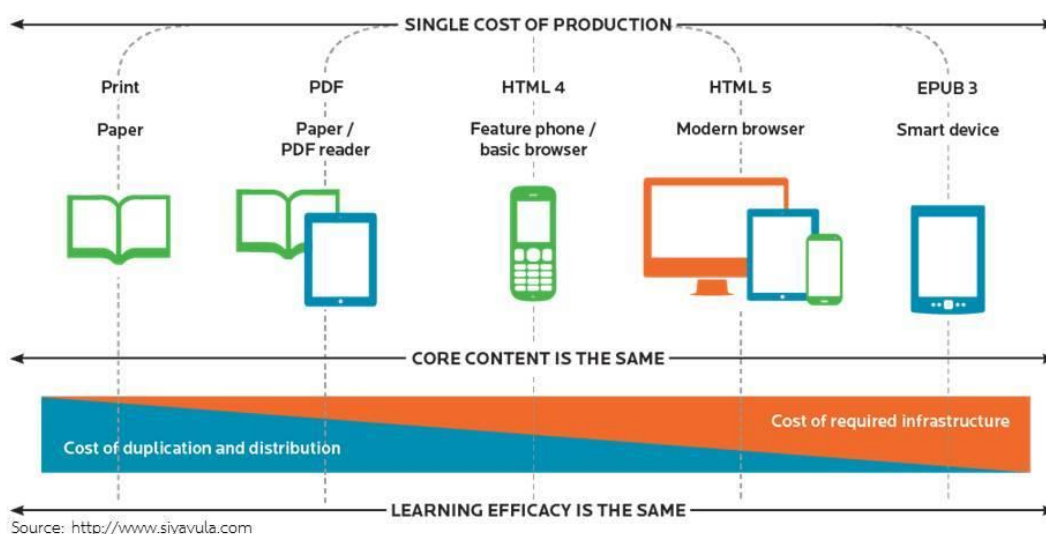 SINGLE COST OF PRODUCTION
Print
PDF
HTML 4
HTML 5
EPUB 3
Paper
Paper /
PDF reader
Feature phone /
basic browser
Modern browser
Smart device
CORE CONTENT IS THE SAME
Cost of required infrastructure
Cost of duplication and distribution
LEARNING EFFICACY IS THE SAME
Source: http://www.siyavula.com